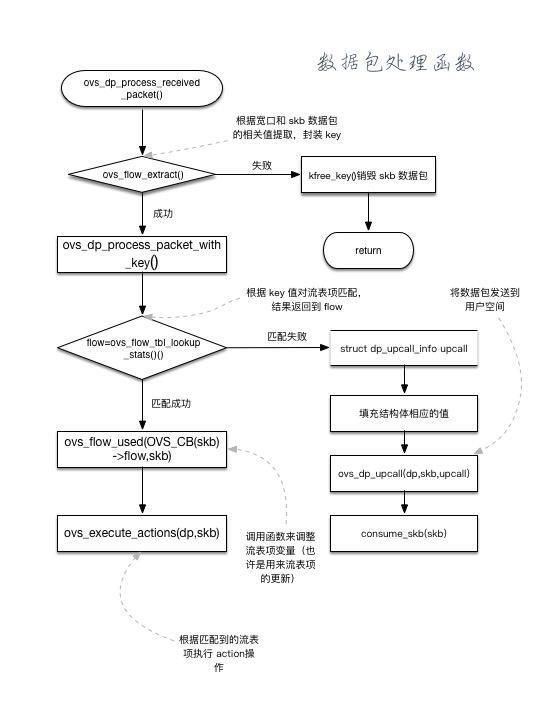 数据包处理函数
ovs_dp_process_received
_packet()
根据宽口和 skb 数据包
的相关值提取，封装 key
ovs_flow_extract()
失败
kfree_key()销毁 skb 数据包
成功
return
ovs_dp_process_packet_with
_key()
根据 key 值对流表项匹配，
结果返回到 flow
将数据包发送到
用户空间
flow=ovs_flow_tbl_lookup
_stats()()
匹配失败
struct dp_upcall_info upcall
匹配成功
填充结构体相应的值
ovs_flow_used(OVS_CB(skb)
->flow,skb)
ovs_dp_upcall(dp,skb,upcall)
ovs_execute_actions(dp,skb)
consume_skb(skb)
调用函数来调整
流表项变量（也
许是用来流表项
的更新）
根据匹配到的流表
项执行 action操
作